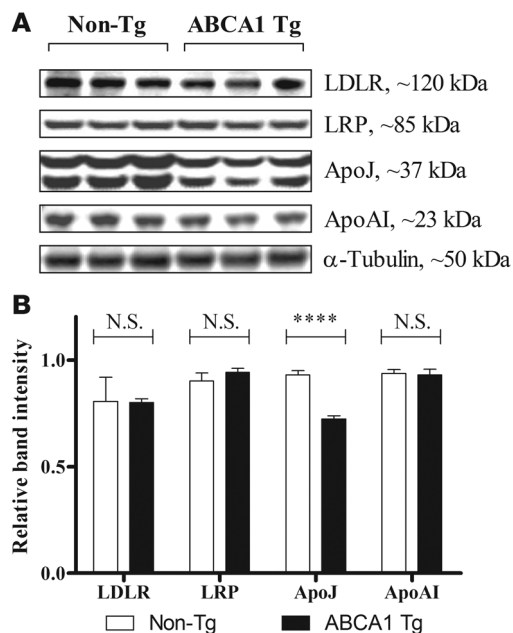 A
Non-Tg ABCA1 Tg
LDLR, ~120 kDa
LRP, ~85 kDa
ApoJ, ~37 kDa
ApoAI, ~23 kDa
α-Tubulin, ~50 kDa
B
N.S. N.S. **** N.S.
Relative band intensity
1.0
0.5
0.0
LDLR LRP ApoJ ApoAI
Non-Tg ABCA1 Tg